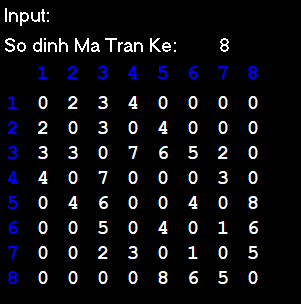 Input:
So dinh Ma Tran Ke: 8
1 2 3 4 5 6 7 8
1 0 2 3 4 0 0 0 0
2 2 0 3 0 4 0 0 0
3 3 3 0 7 6 5 2 0
4 4 0 7 0 0 0 3 0
5 0 4 6 0 0 4 0 8
6 0 0 5 0 4 0 1 6
7 0 0 2 3 0 1 0 5
8 0 0 0 0 8 6 5 0